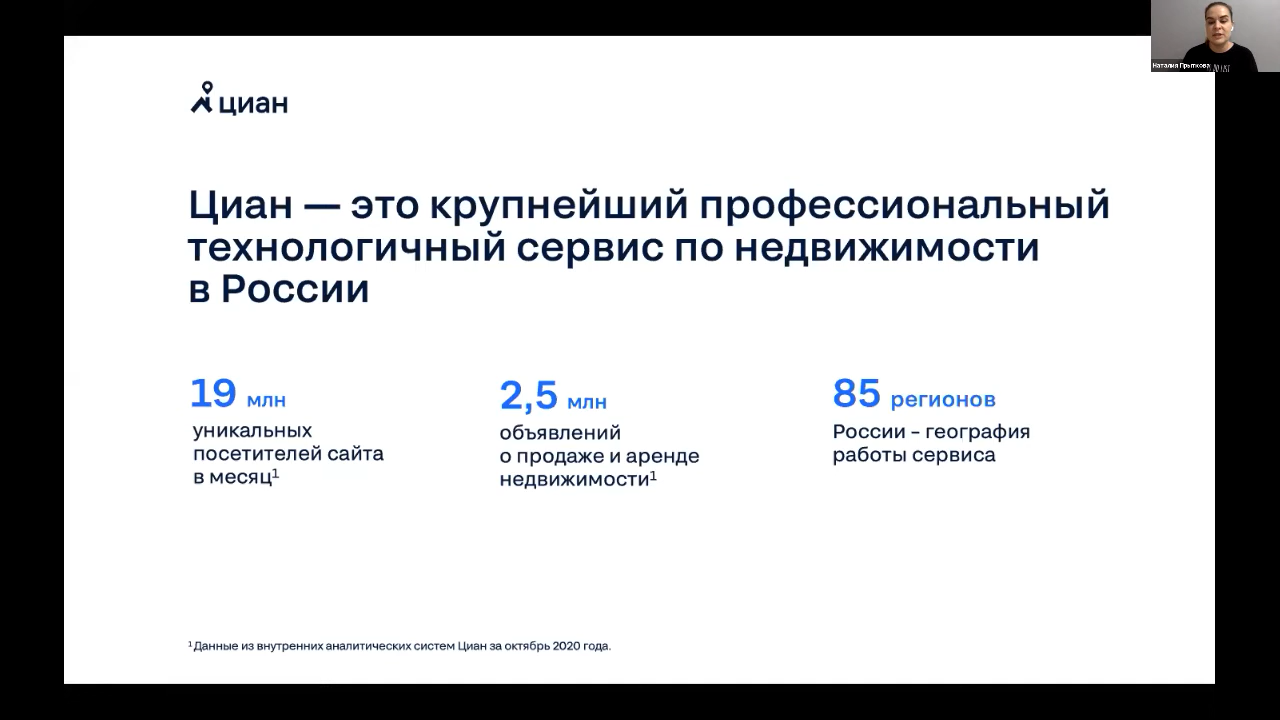 Наталия Прыткова
циан
Циан — это крупнейший профессиональный
технологичный сервис по недвижимости
в России
19 млн
уникальных
посетителей сайта
в месяц¹
2,5 млн
объявлений
о продаже и аренде
недвижимости¹
85 регионов
России – география
работы сервиса
¹ Данные из внутренних аналитических систем Циан за октябрь 2020 года.